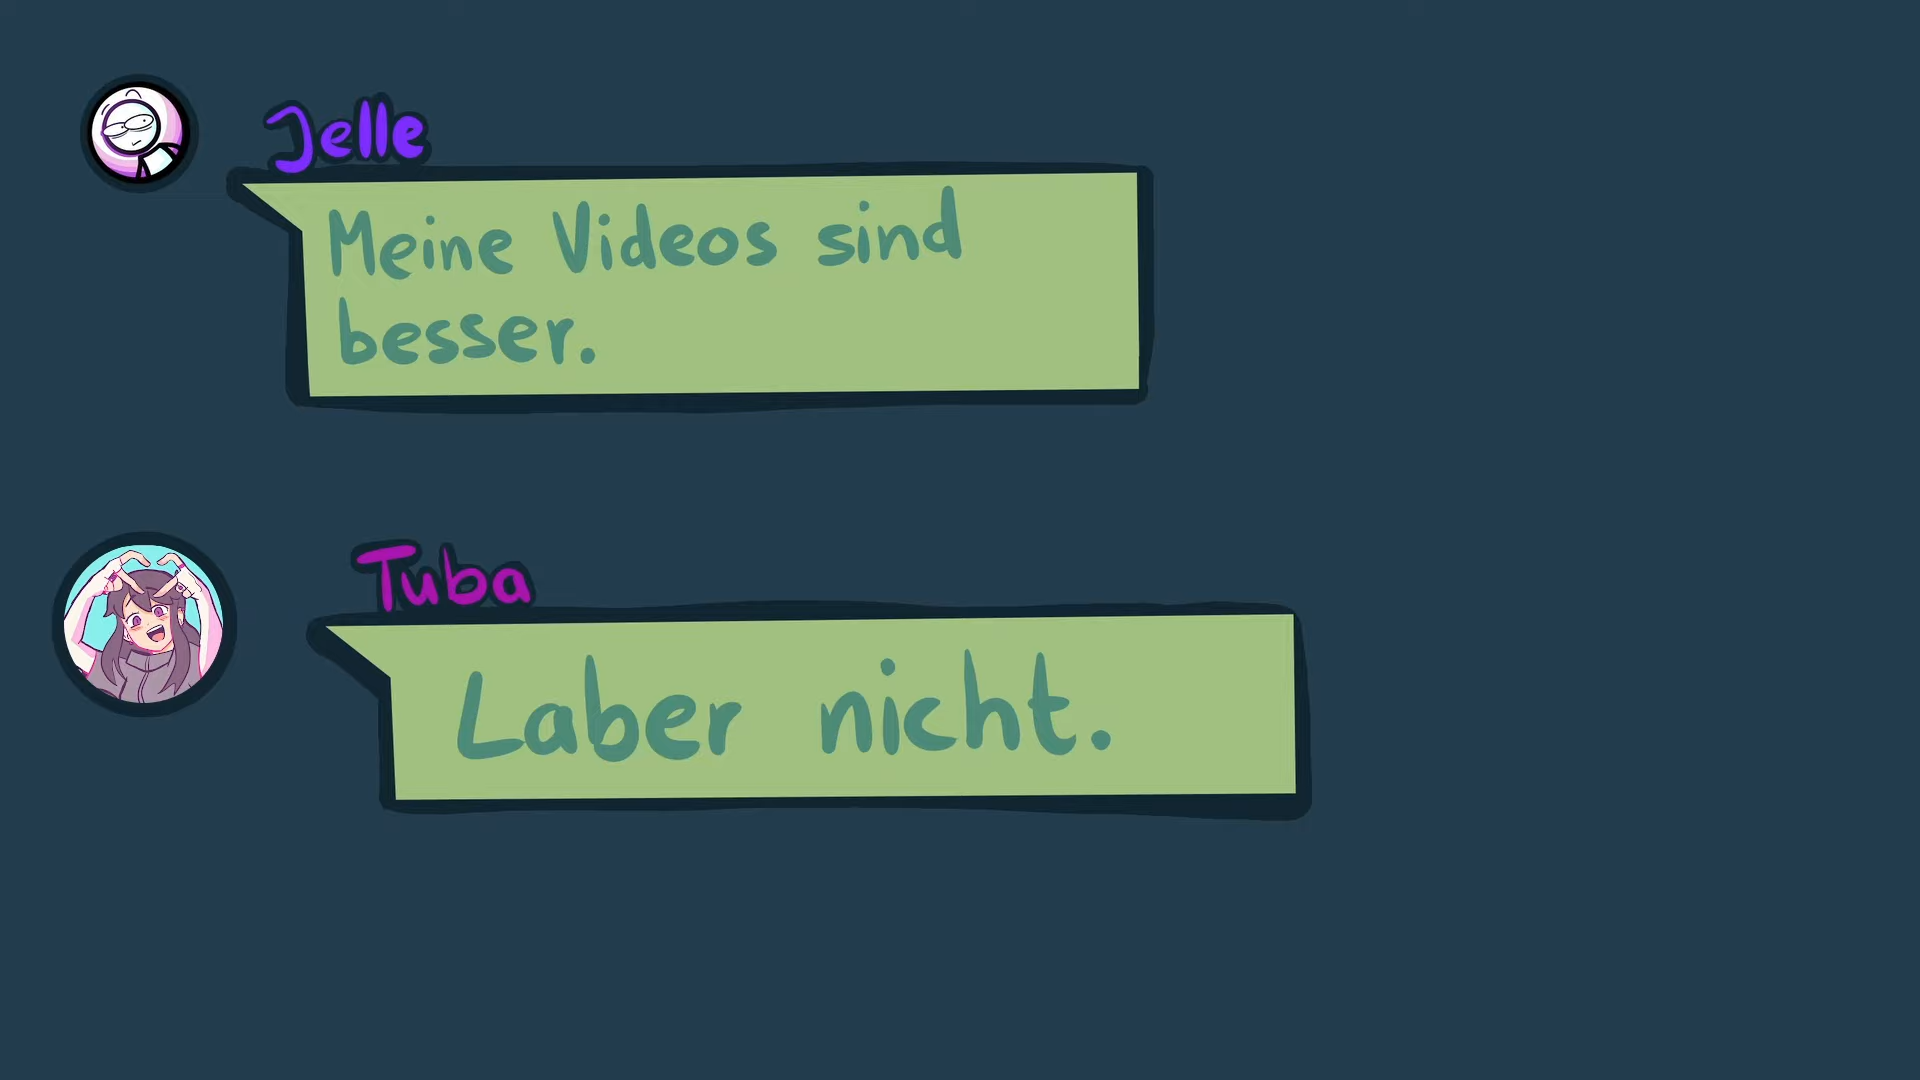 Jelle
Meine Videos sind
besser.
Tuba
Laber nicht.